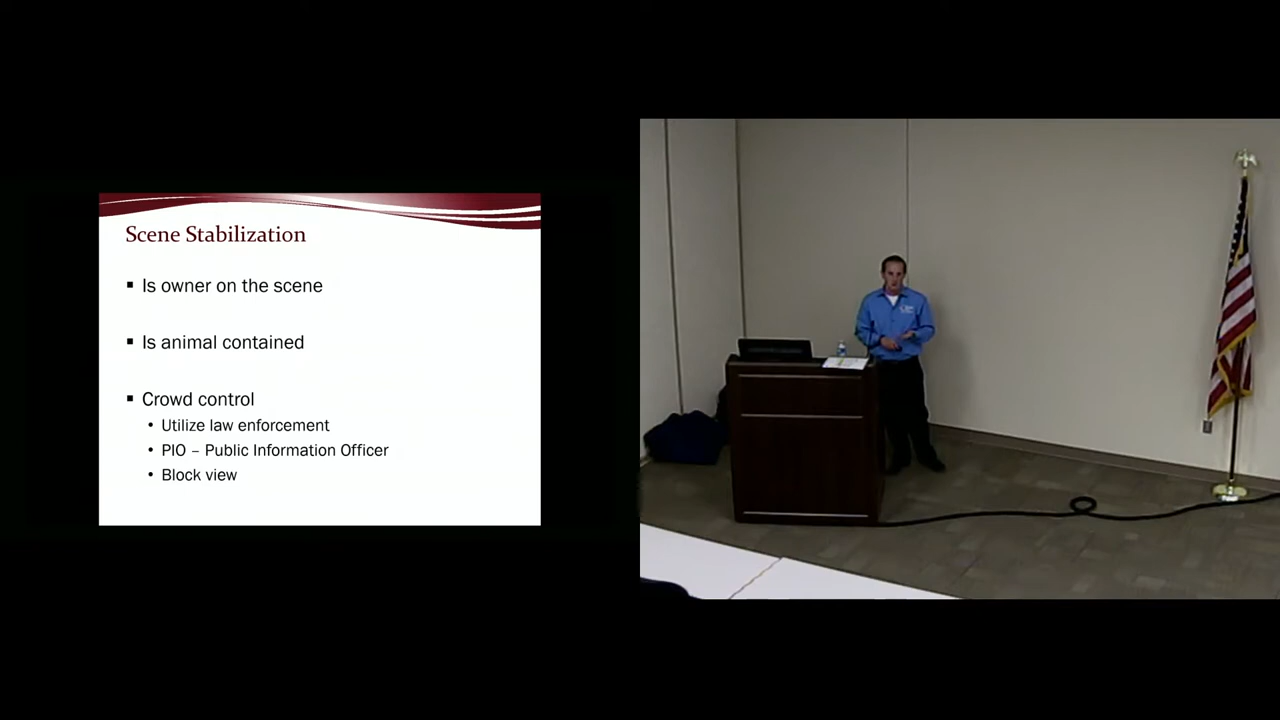 Scene Stabilization
▪ Is owner on the scene
▪ Is animal contained
▪ Crowd control
• Utilize law enforcement
• PIO – Public Information Officer
• Block view